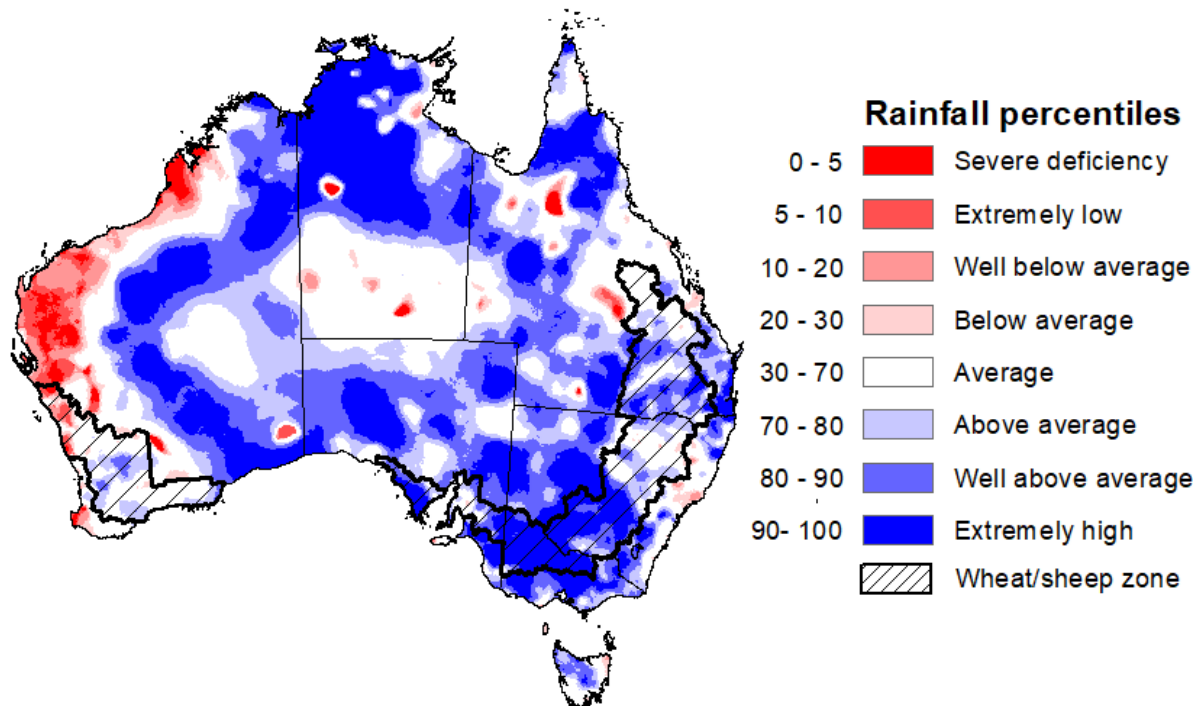 Rainfall percentiles
0 - 5 Severe deficiency
5 - 10 Extremely low
10 - 20 Well below average
20 - 30 Below average
30 - 70 Average
70 - 80 Above average
80 - 90 Well above average
90- 100 Extremely high
Wheat/sheep zone